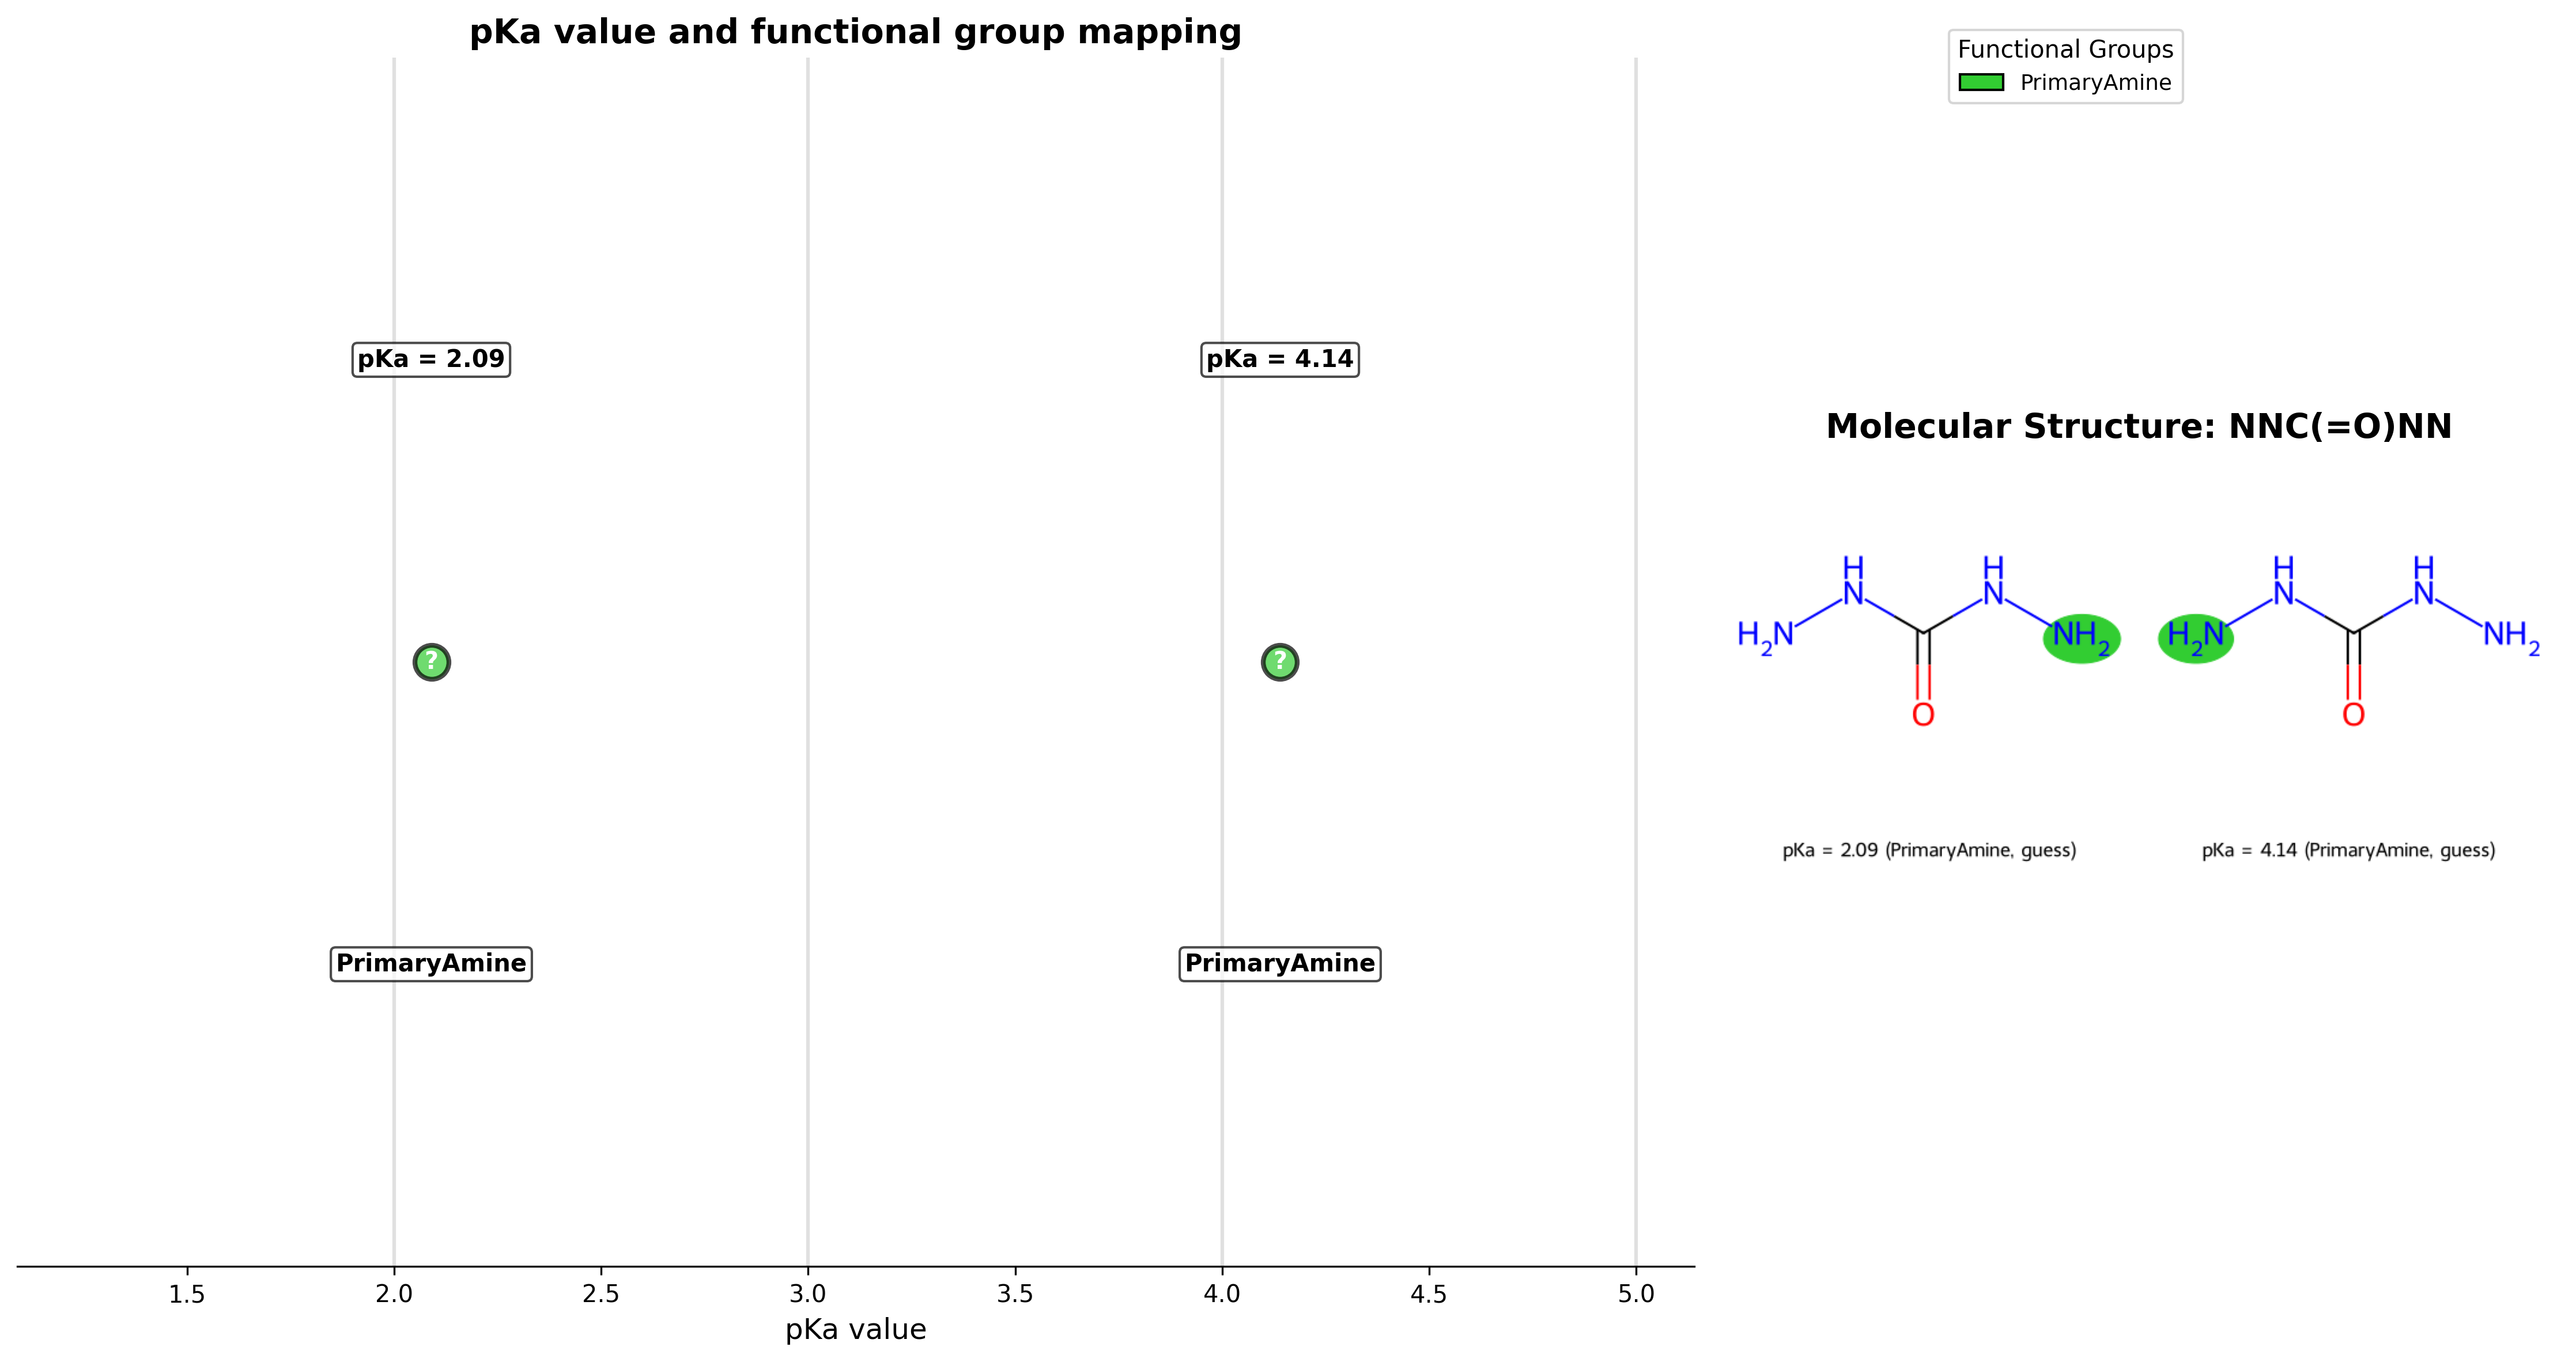 pKa value and functional group mapping
pKa = 2.09
pKa = 4.14
?
?
PrimaryAmine
PrimaryAmine
1.5
2.0
2.5
3.0
3.5
4.0
4.5
5.0
pKa value
Functional Groups
PrimaryAmine
Molecular Structure: NNC(=O)NN
H
N
H
N
H₂N
NH₂
O
H
N
H
N
H₂N
NH₂
O
pKa = 2.09 (PrimaryAmine, guess)
pKa = 4.14 (PrimaryAmine, guess)